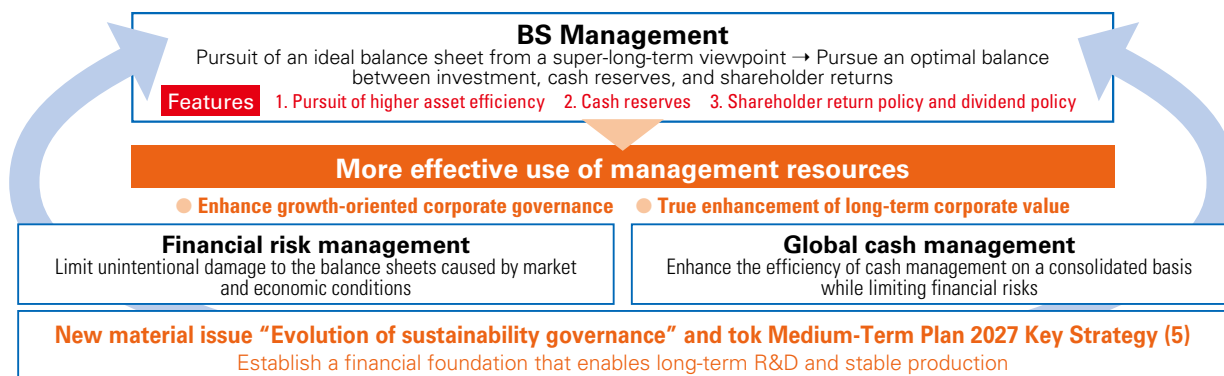 BS Management
Pursuit of an ideal balance sheet from a super-long-term viewpoint → Pursue an optimal balance
between investment, cash reserves, and shareholder returns
Features 1. Pursuit of higher asset efficiency 2. Cash reserves 3. Shareholder return policy and dividend policy
More effective use of management resources
● Enhance growth-oriented corporate governance ● True enhancement of long-term corporate value
Financial risk management
Limit unintentional damage to the balance sheets caused by market
and economic conditions
Global cash management
Enhance the efficiency of cash management on a consolidated basis
while limiting financial risks
New material issue “Evolution of sustainability governance” and tok Medium-Term Plan 2027 Key Strategy (5)
Establish a financial foundation that enables long-term R&D and stable production